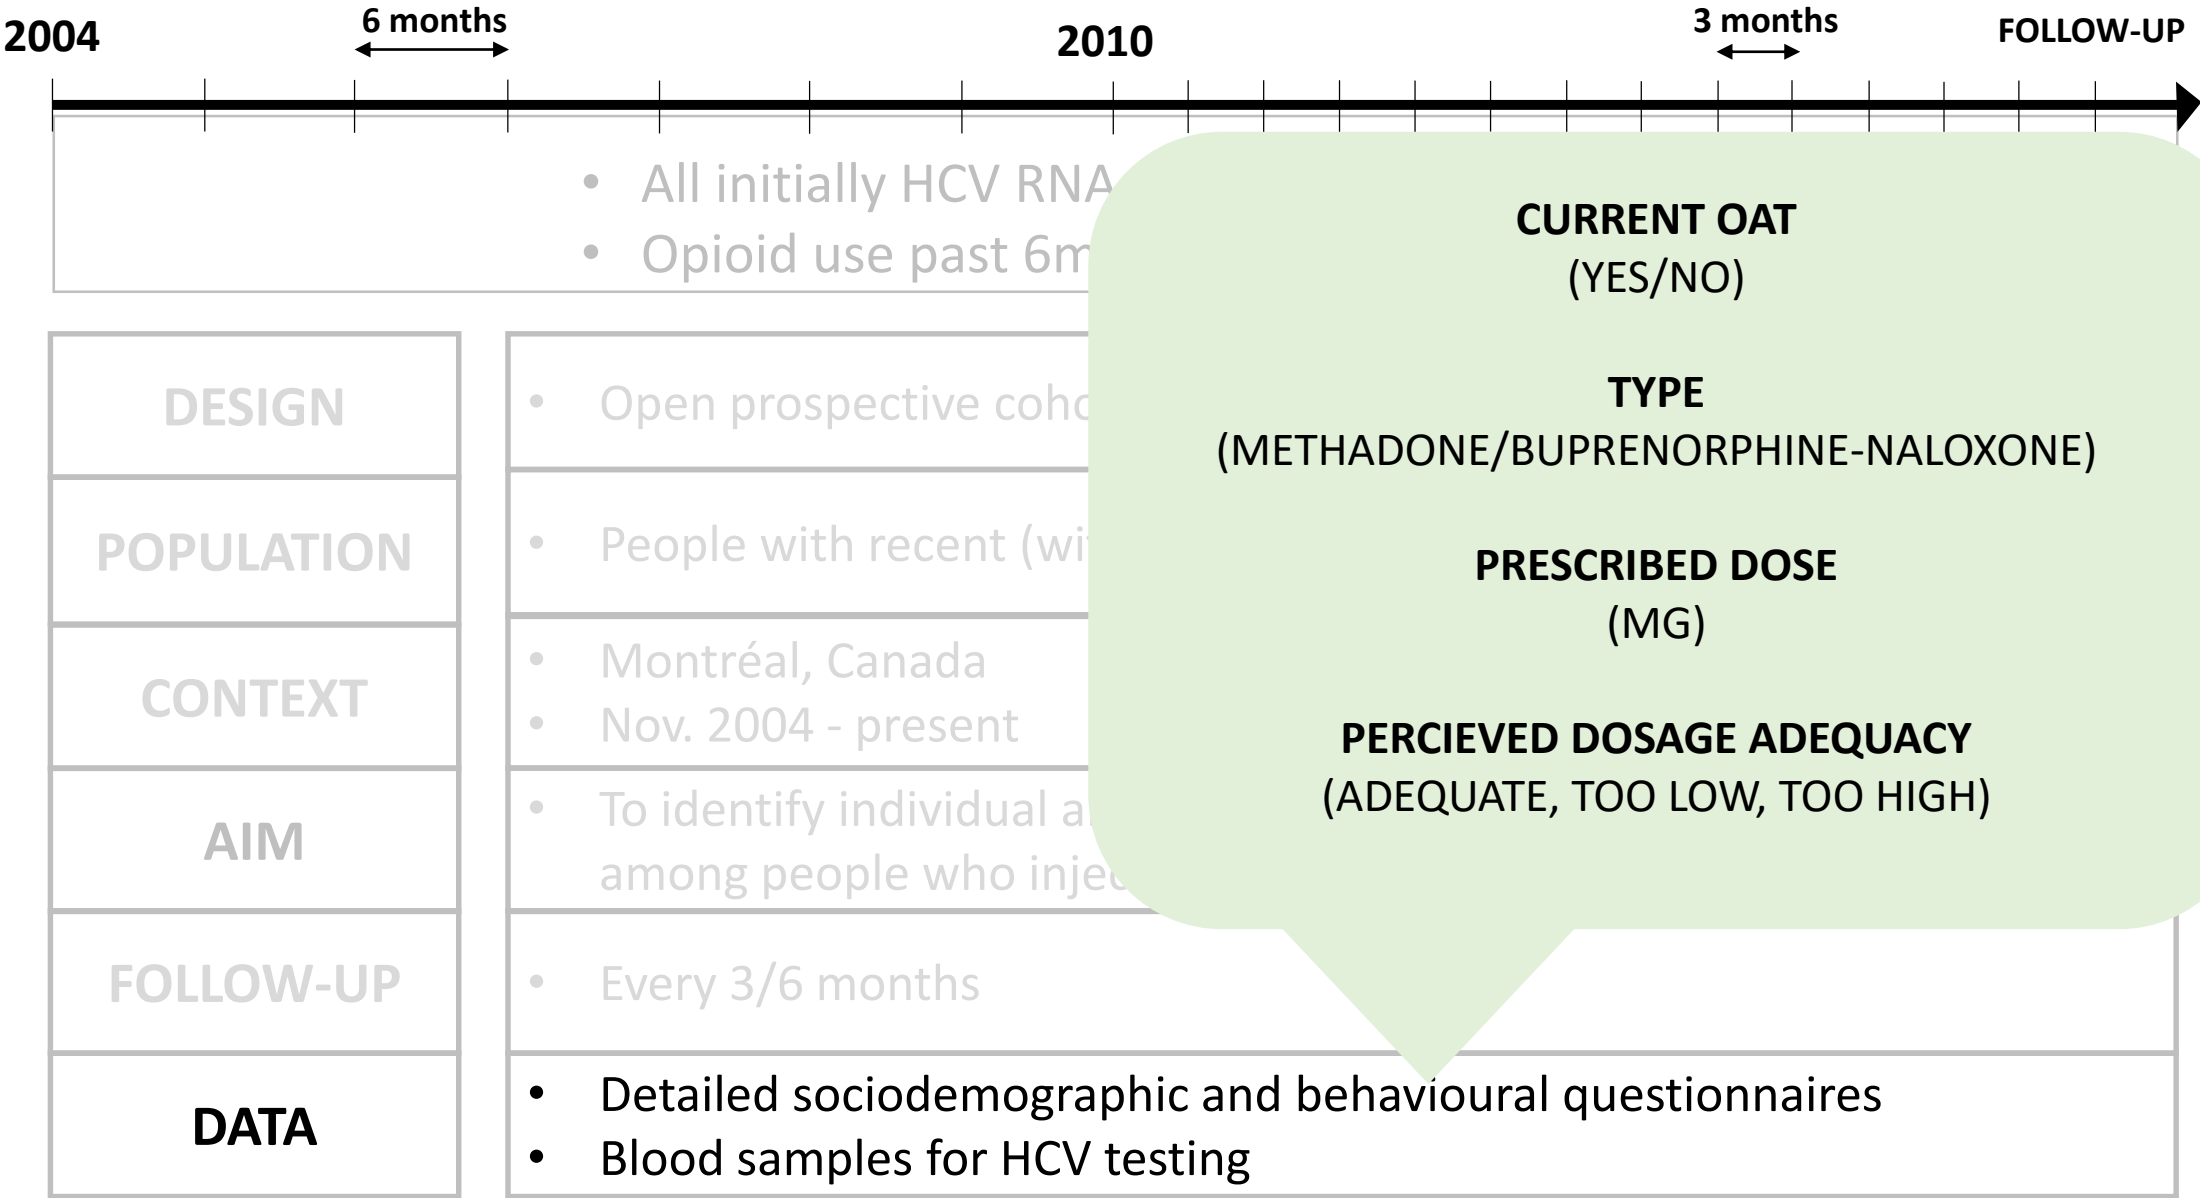 2004
6 months
2010
3 months
FOLLOW-UP
• All initially HCV RNA
• Opioid use past 6m
CURRENT OAT
(YES/NO)
TYPE
(METHADONE/BUPRENORPHINE-NALOXONE)
PRESCRIBED DOSE
(MG)
PERCIEVED DOSAGE ADEQUACY
(ADEQUATE, TOO LOW, TOO HIGH)
DESIGN
• Open prospective
POPULATION
• People with recent
CONTEXT
• Montréal, Canada
• Nov. 2004 - present
AIM
• To identify individual
among people who
FOLLOW-UP
• Every 3/6 months
DATA
• Detailed sociodemographic and behavioural questionnaires
• Blood samples for HCV testing